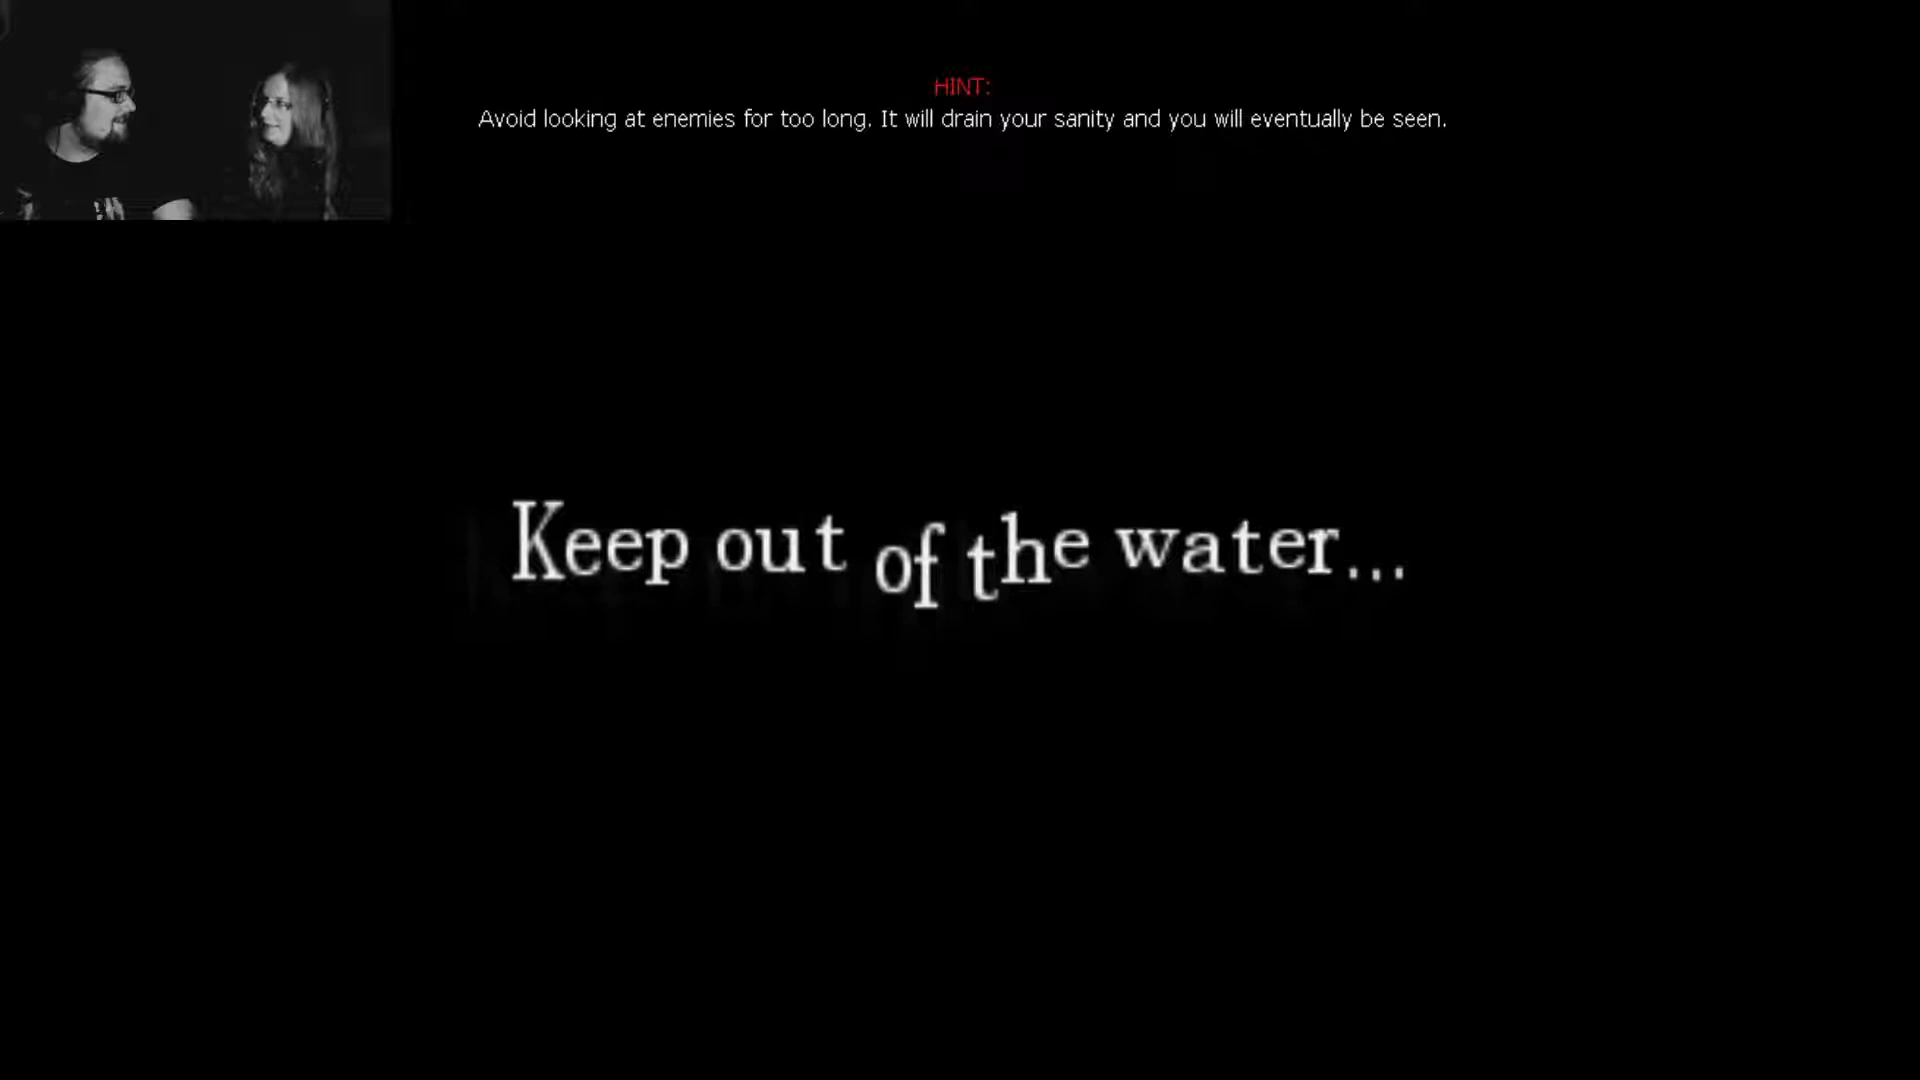 HINT:
Avoid looking at enemies for too long. It will drain your sanity and you will eventually be seen.
Keep out of the water...